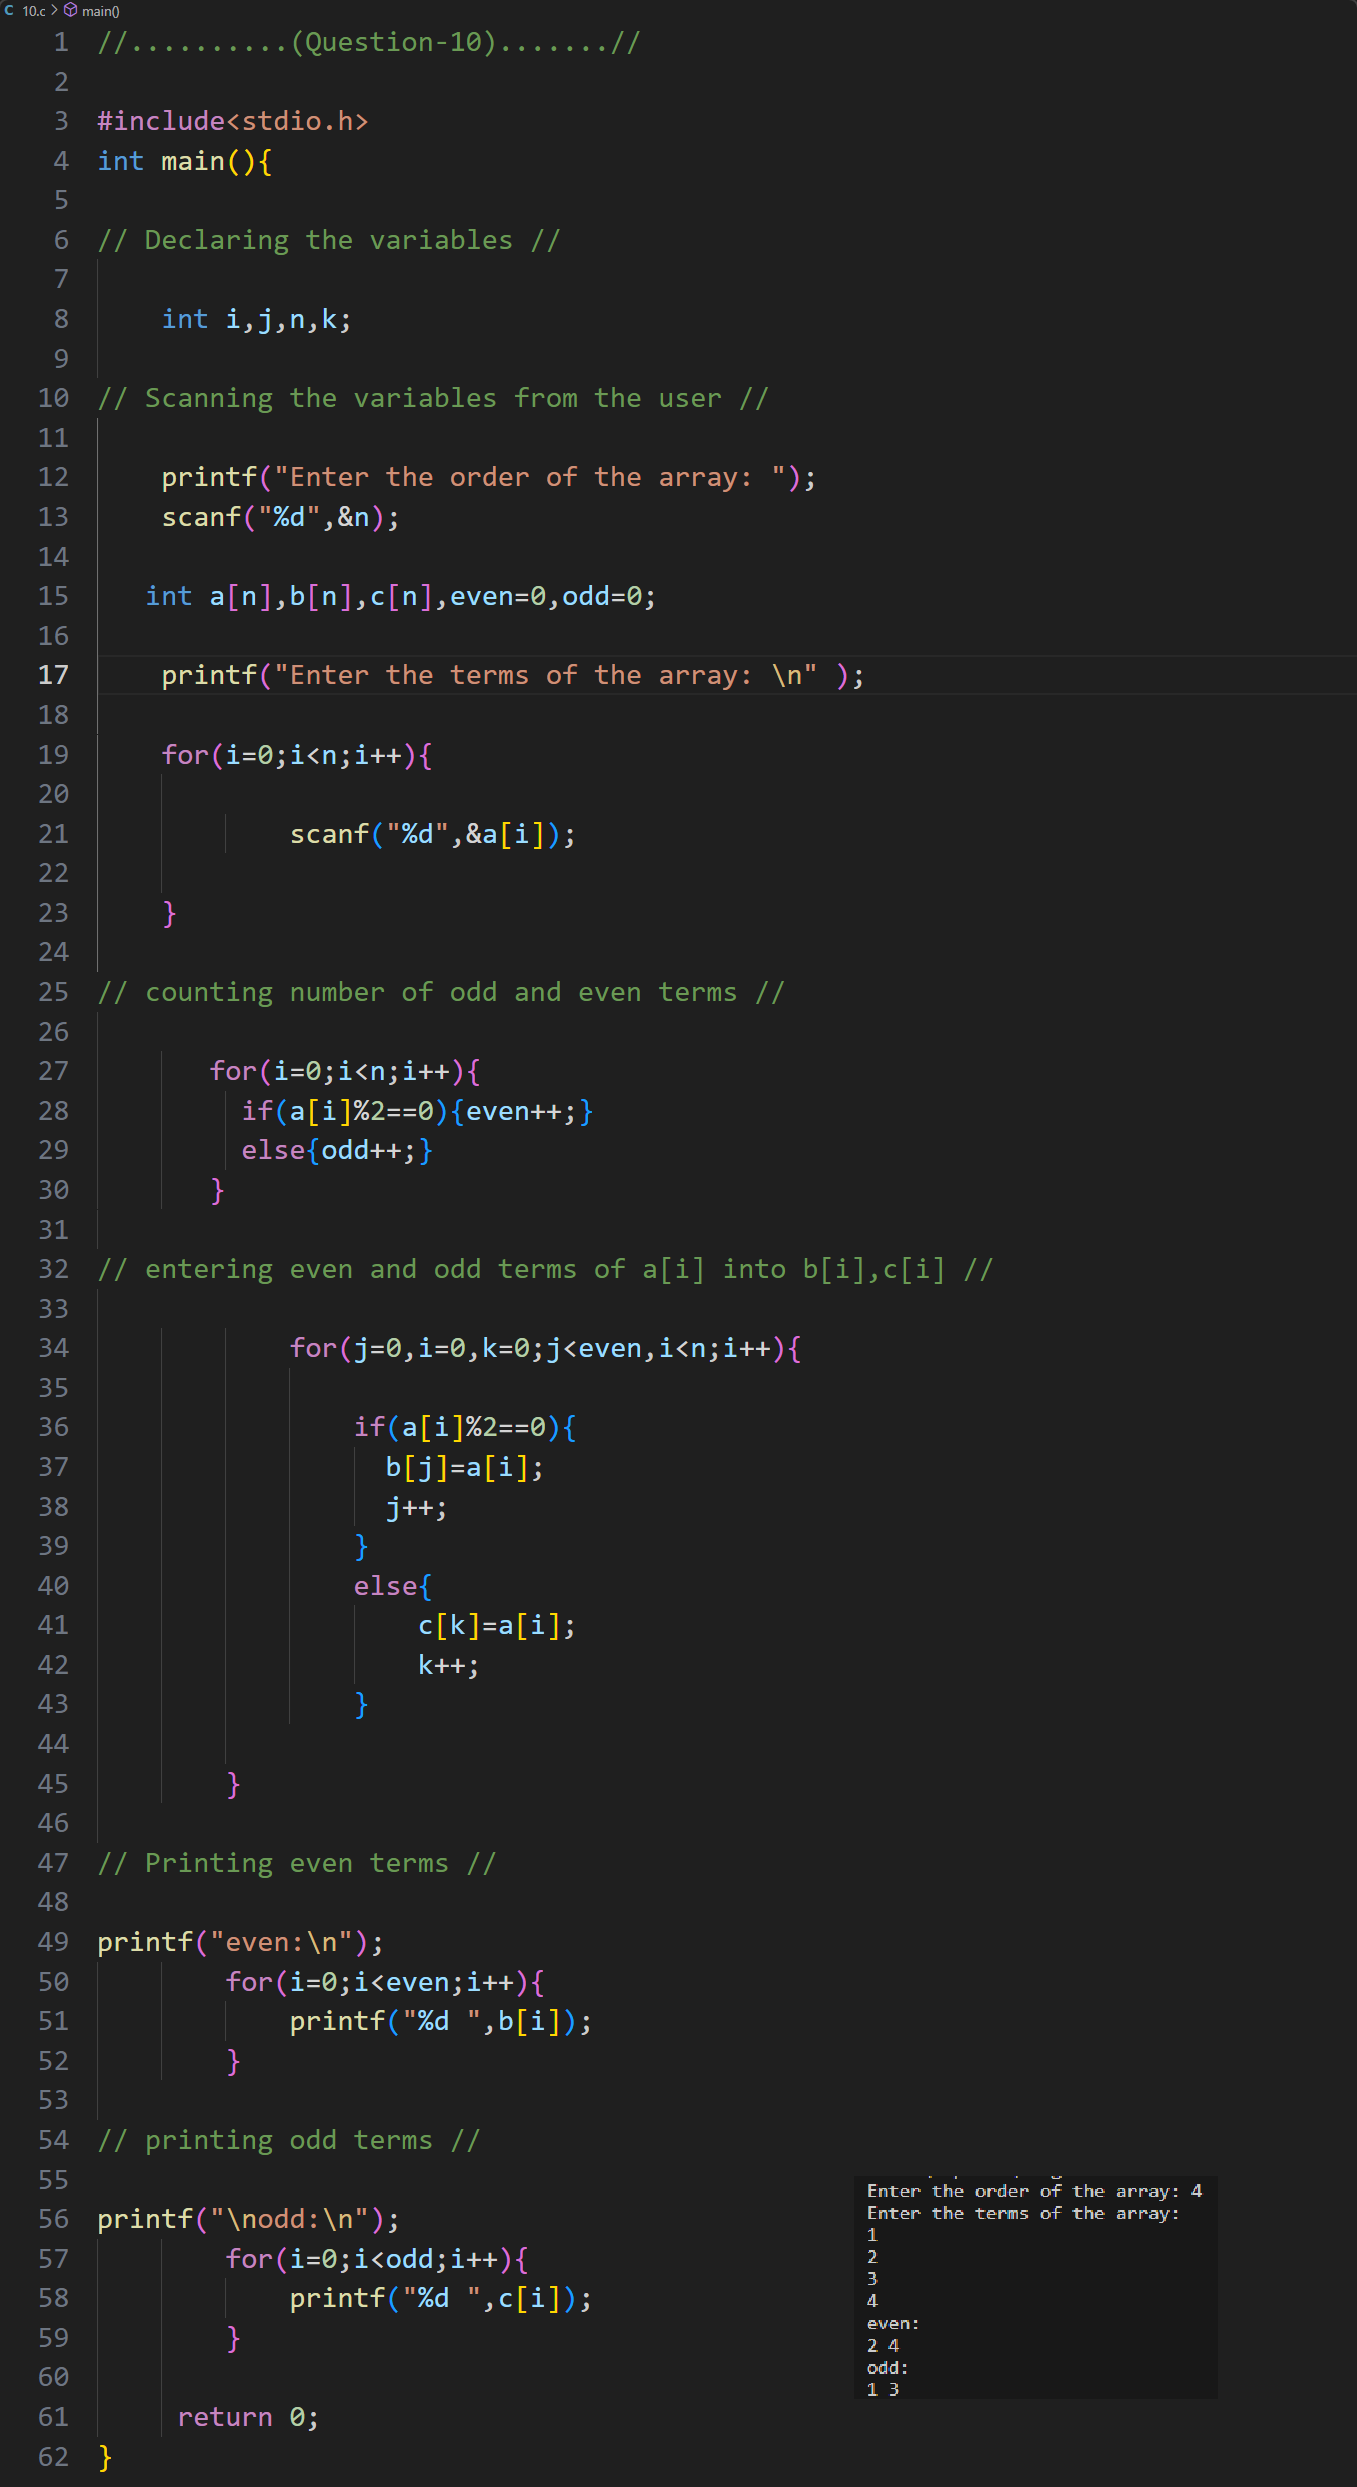 C 10.c > main()
1 //..........(Question-10).......//
2
3 #include<stdio.h>
4 int main(){
5
6 // Declaring the variables //
7
8     int i,j,n,k;
9
10 // Scanning the variables from the user //
11
12     printf("Enter the order of the array: ");
13     scanf("%d",&n);
14
15    int a[n],b[n],c[n],even=0,odd=0;
16
17     printf("Enter the terms of the array: \n" );
18
19     for(i=0;i<n;i++){
20
21             scanf("%d",&a[i]);
22
23     }
24
25 // counting number of odd and even terms //
26
27        for(i=0;i<n;i++){
28          if(a[i]%2==0){even++;}
29          else{odd++;}
30        }
31
32 // entering even and odd terms of a[i] into b[i],c[i] //
33
34             for(j=0,i=0,k=0;j<even,i<n;i++){
35
36                 if(a[i]%2==0){
37                   b[j]=a[i];
38                   j++;
39                 }
40                 else{
41                     c[k]=a[i];
42                     k++;
43                 }
44
45         }
46
47 // Printing even terms //
48
49 printf("even:\n");
50         for(i=0;i<even;i++){
51             printf("%d ",b[i]);
52         }
53
54 // printing odd terms //
55
56 printf("\nodd:\n");
57         for(i=0;i<odd;i++){
58             printf("%d ",c[i]);
59         }
60
61      return 0;
62 }
Enter the order of the array: 4
Enter the terms of the array:
1
2
3
4
even:
2 4
odd:
1 3